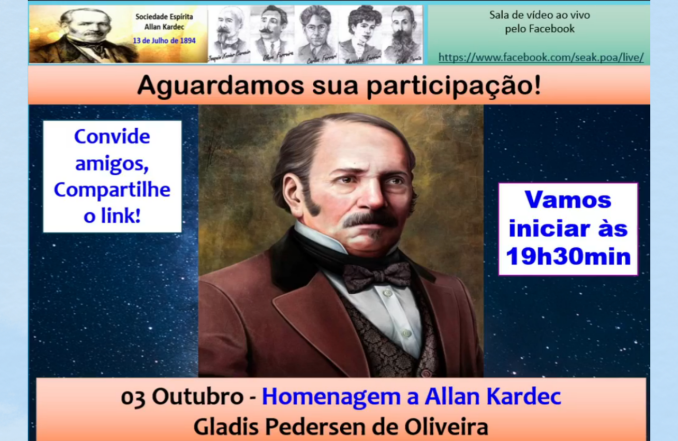 Sociedade Espírita
Allan Kardec
13 de Julho de 1894
Sala de vídeo ao vivo
pelo Facebook
https://www.facebook.com/seak.poa/live/
Aguardamos sua participação!
Convide
amigos,
Compartilhe
o link!
Vamos
iniciar às
19h30min
03 Outubro - Homenagem a Allan Kardec
Gladis Pedersen de Oliveira